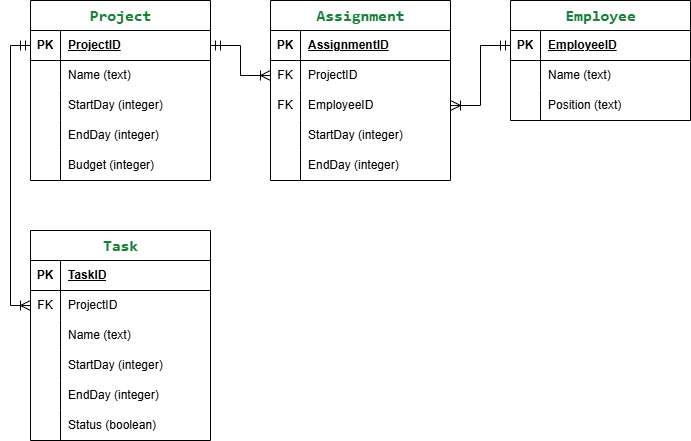 Project
PK ProjectID
Name (text)
StartDay (integer)
EndDay (integer)
Budget (integer)
Assignment
PK AssignmentID
FK ProjectID
FK EmployeeID
StartDay (integer)
EndDay (integer)
Employee
PK EmployeeID
Name (text)
Position (text)
Task
PK TaskID
FK ProjectID
Name (text)
StartDay (integer)
EndDay (integer)
Status (boolean)